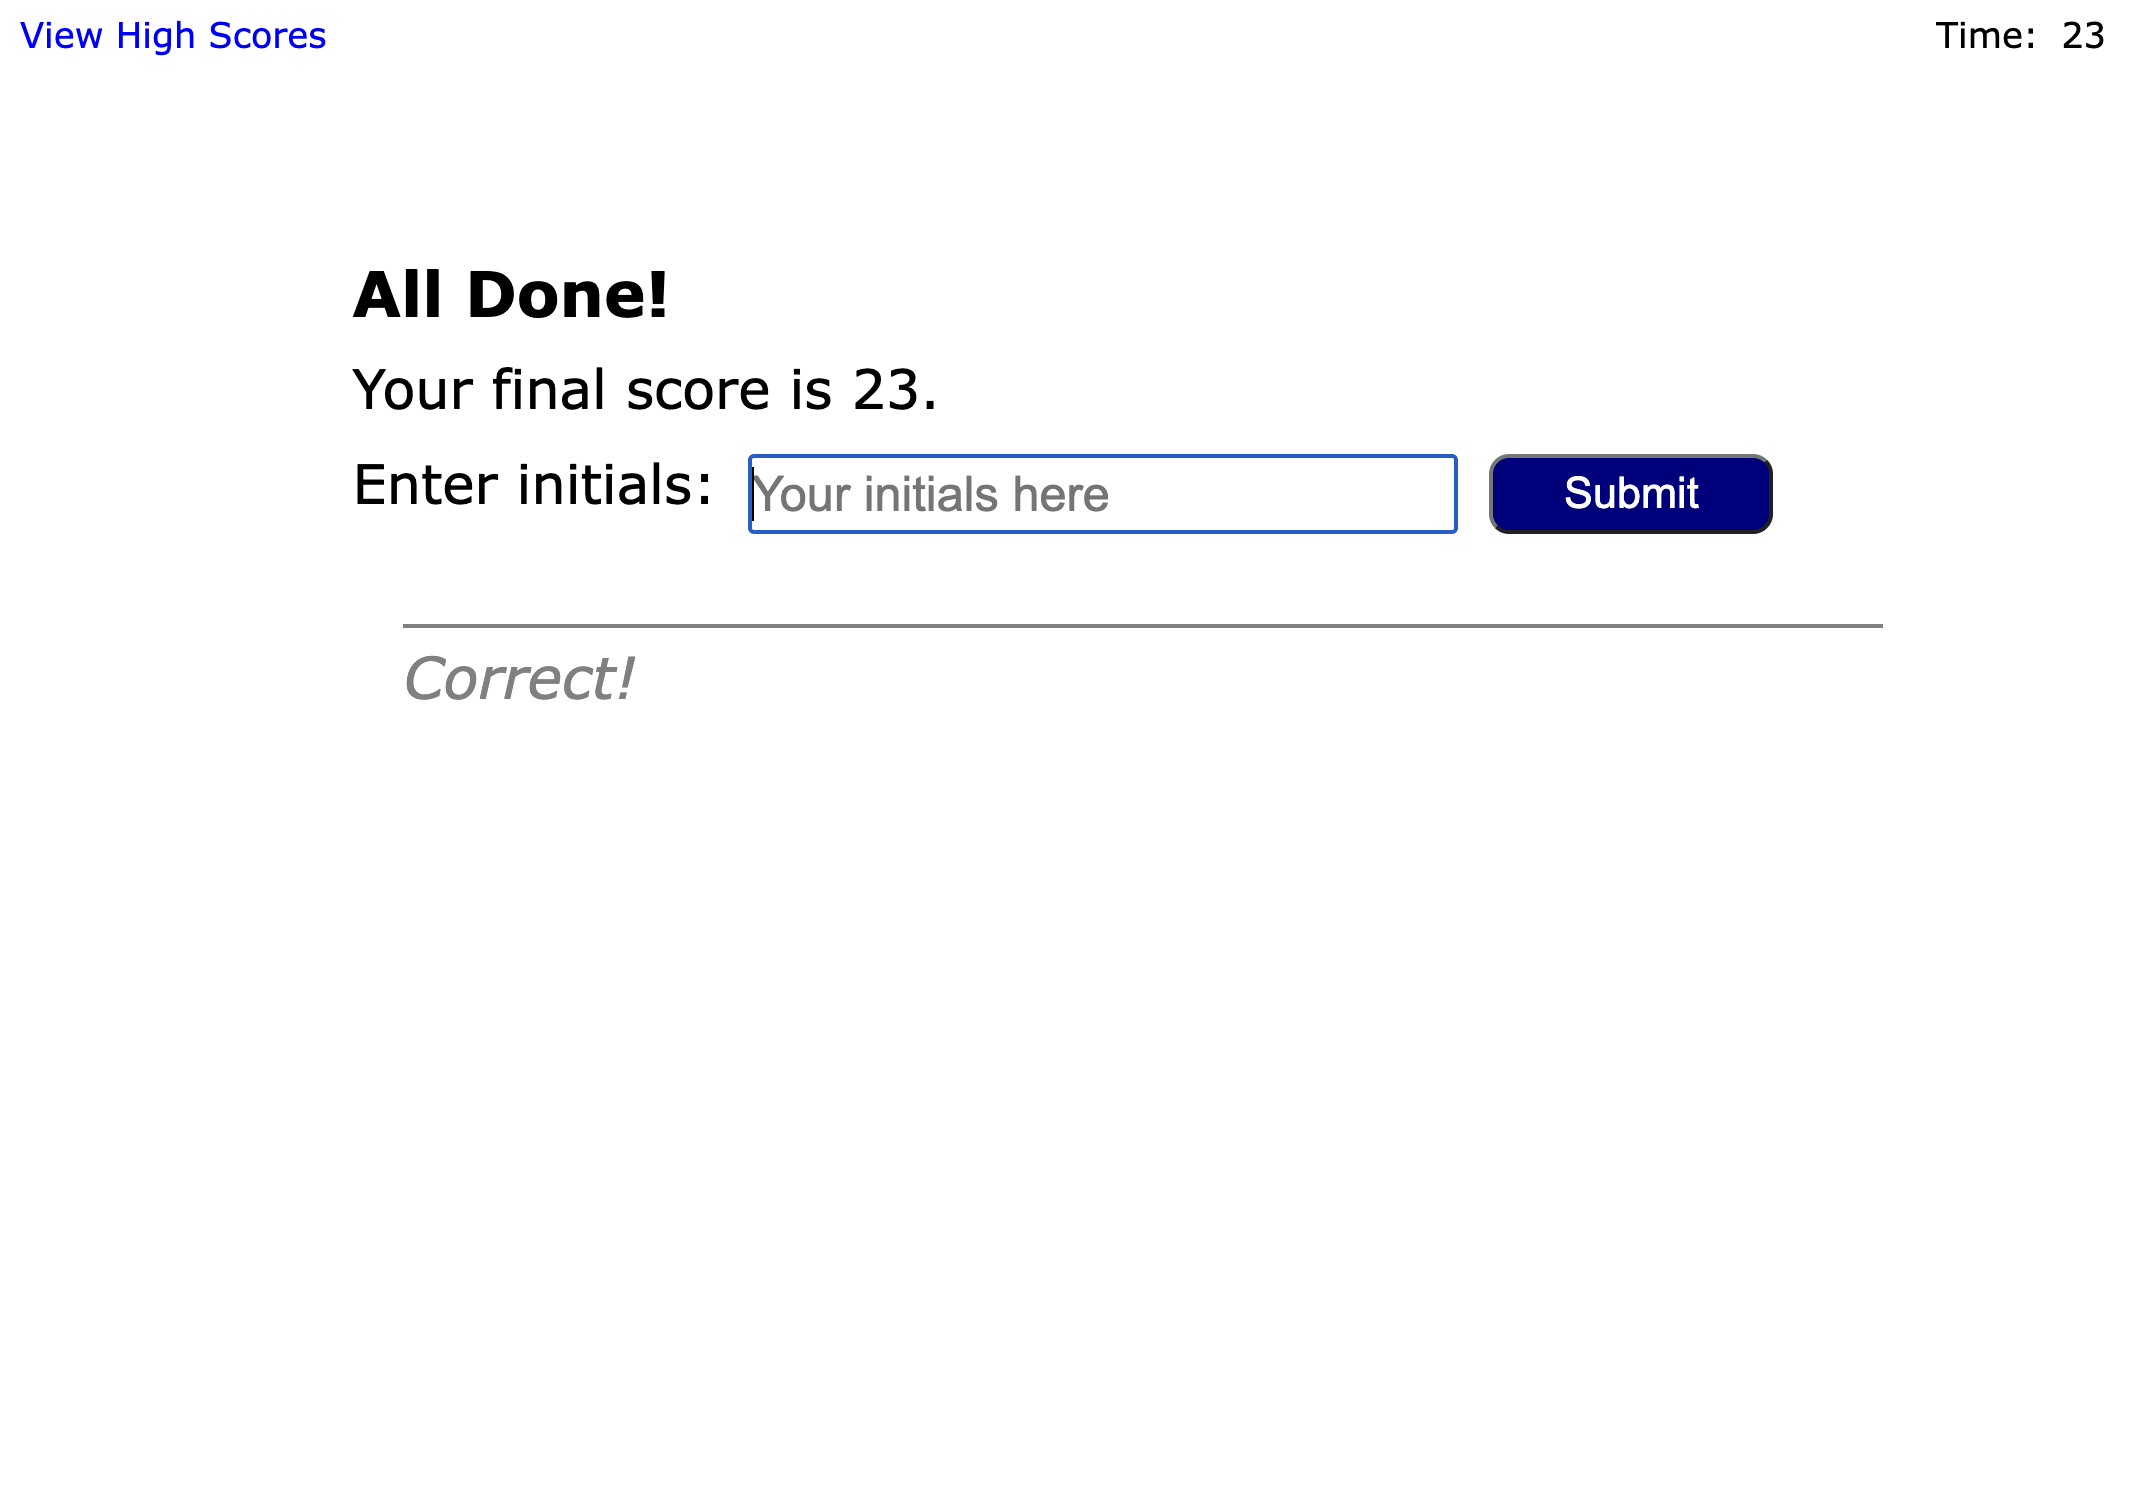 View High Scores
Time: 23
All Done!
Your final score is 23.
Enter initials: Your initials here Submit
Correct!